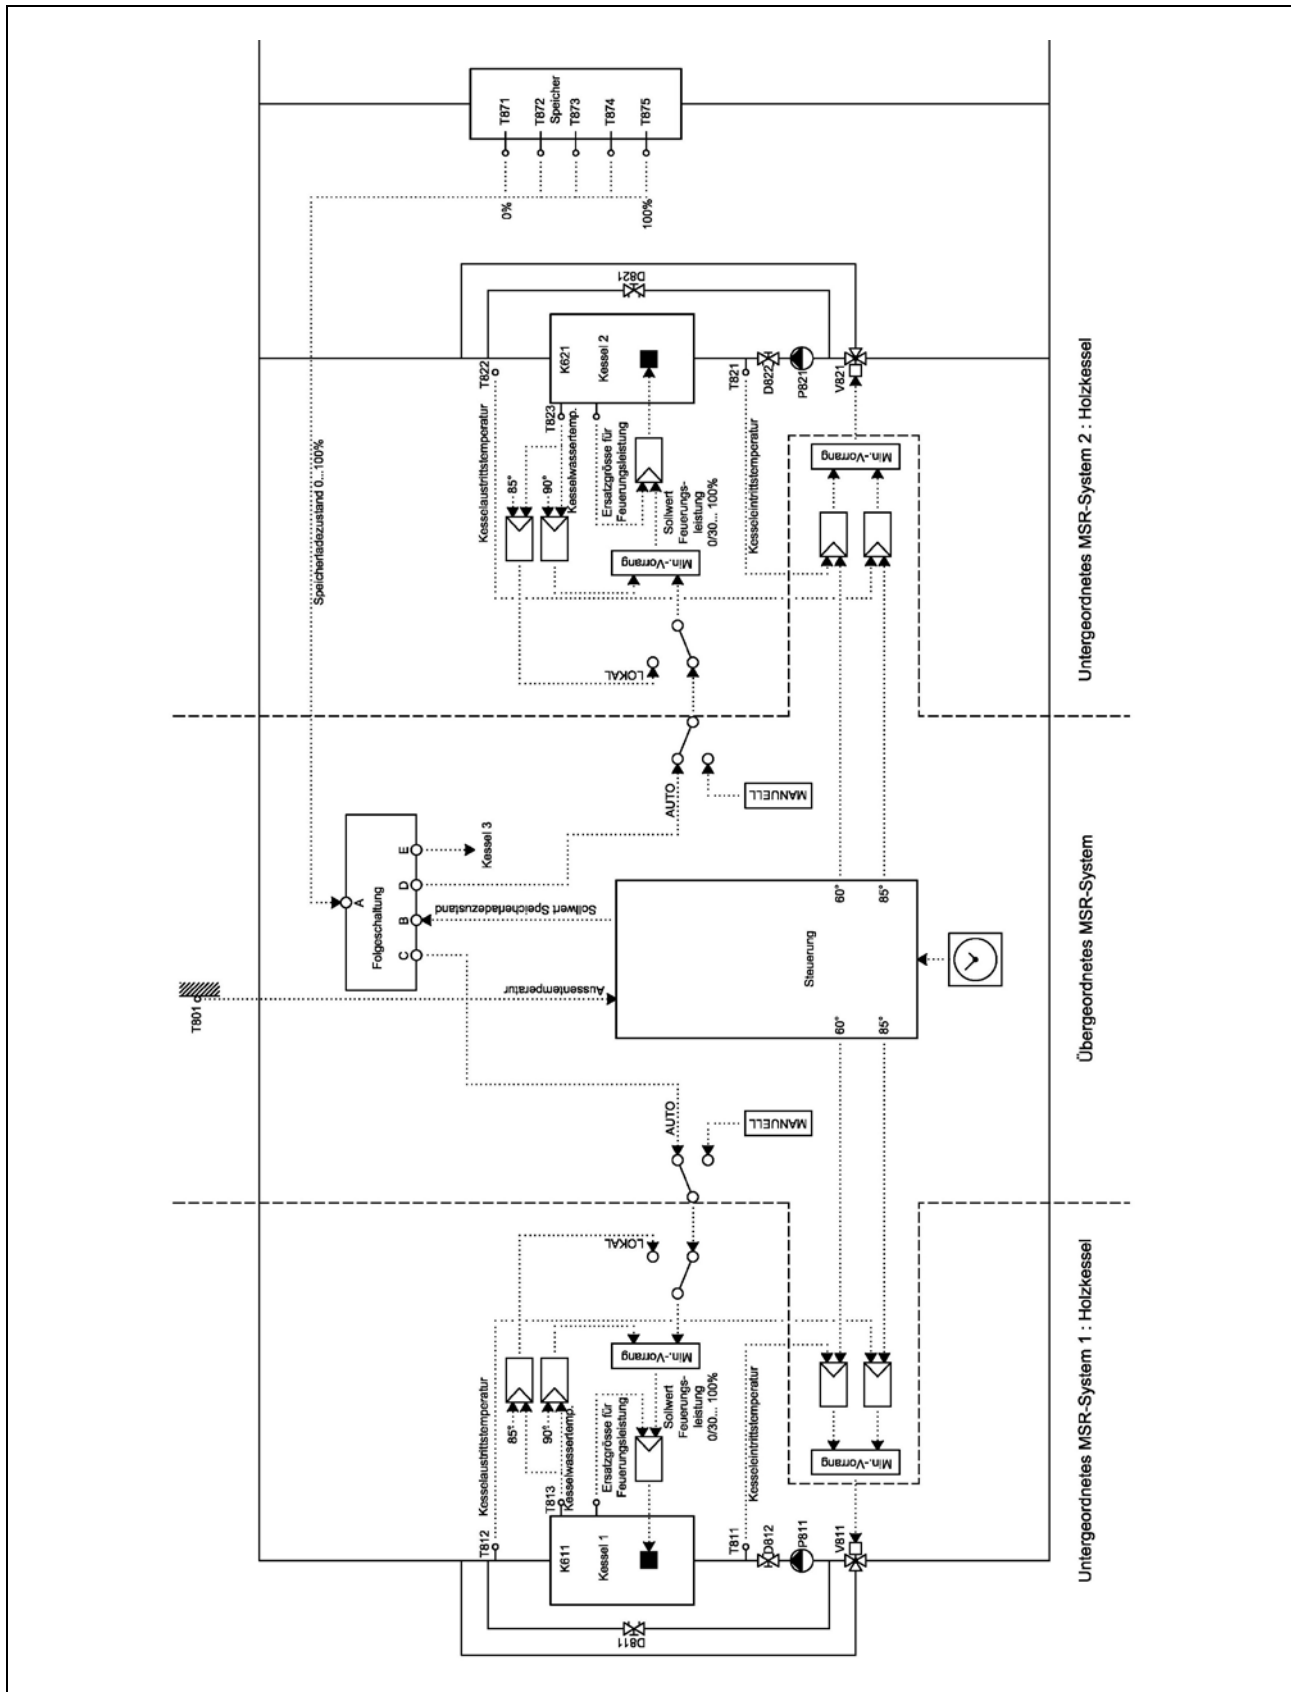 T801
Aussentemperatur
Speicherladezustand 0... 100%
Folgeschaltung
A
C
B
D
E
Kessel 3
Sollwert Speicherladezustand
Steuerung
60°
85°
60°
85°
AUTO
MANUELL
AUTO
MANUELL
LOKAL
LOKAL
Kesselaustrittstemperatur
T812
85°
90°
T813
Kesselwassertemp.
Ersatzgrösse für
Feuerungsleistung
Min.-Vorrang
Sollwert
Feuerungs-
leistung
0/30... 100%
K611
Kessel 1
Kesseleintrittstemperatur
T811
D812
P811
V811
D811
Min.-Vorrang
Kesselaustrittstemperatur
T822
85°
90°
T823
Kesselwassertemp.
Ersatzgrösse für
Feuerungsleistung
Min.-Vorrang
Sollwert
Feuerungs-
leistung
0/30... 100%
K621
Kessel 2
Kesseleintrittstemperatur
T821
D822
P821
V821
D821
Min.-Vorrang
0%
100%
T871
T872
Speicher
T873
T874
T875
Untergeordnetes MSR-System 1 : Holzkessel
Übergeordnetes MSR-System
Untergeordnetes MSR-System 2 : Holzkessel